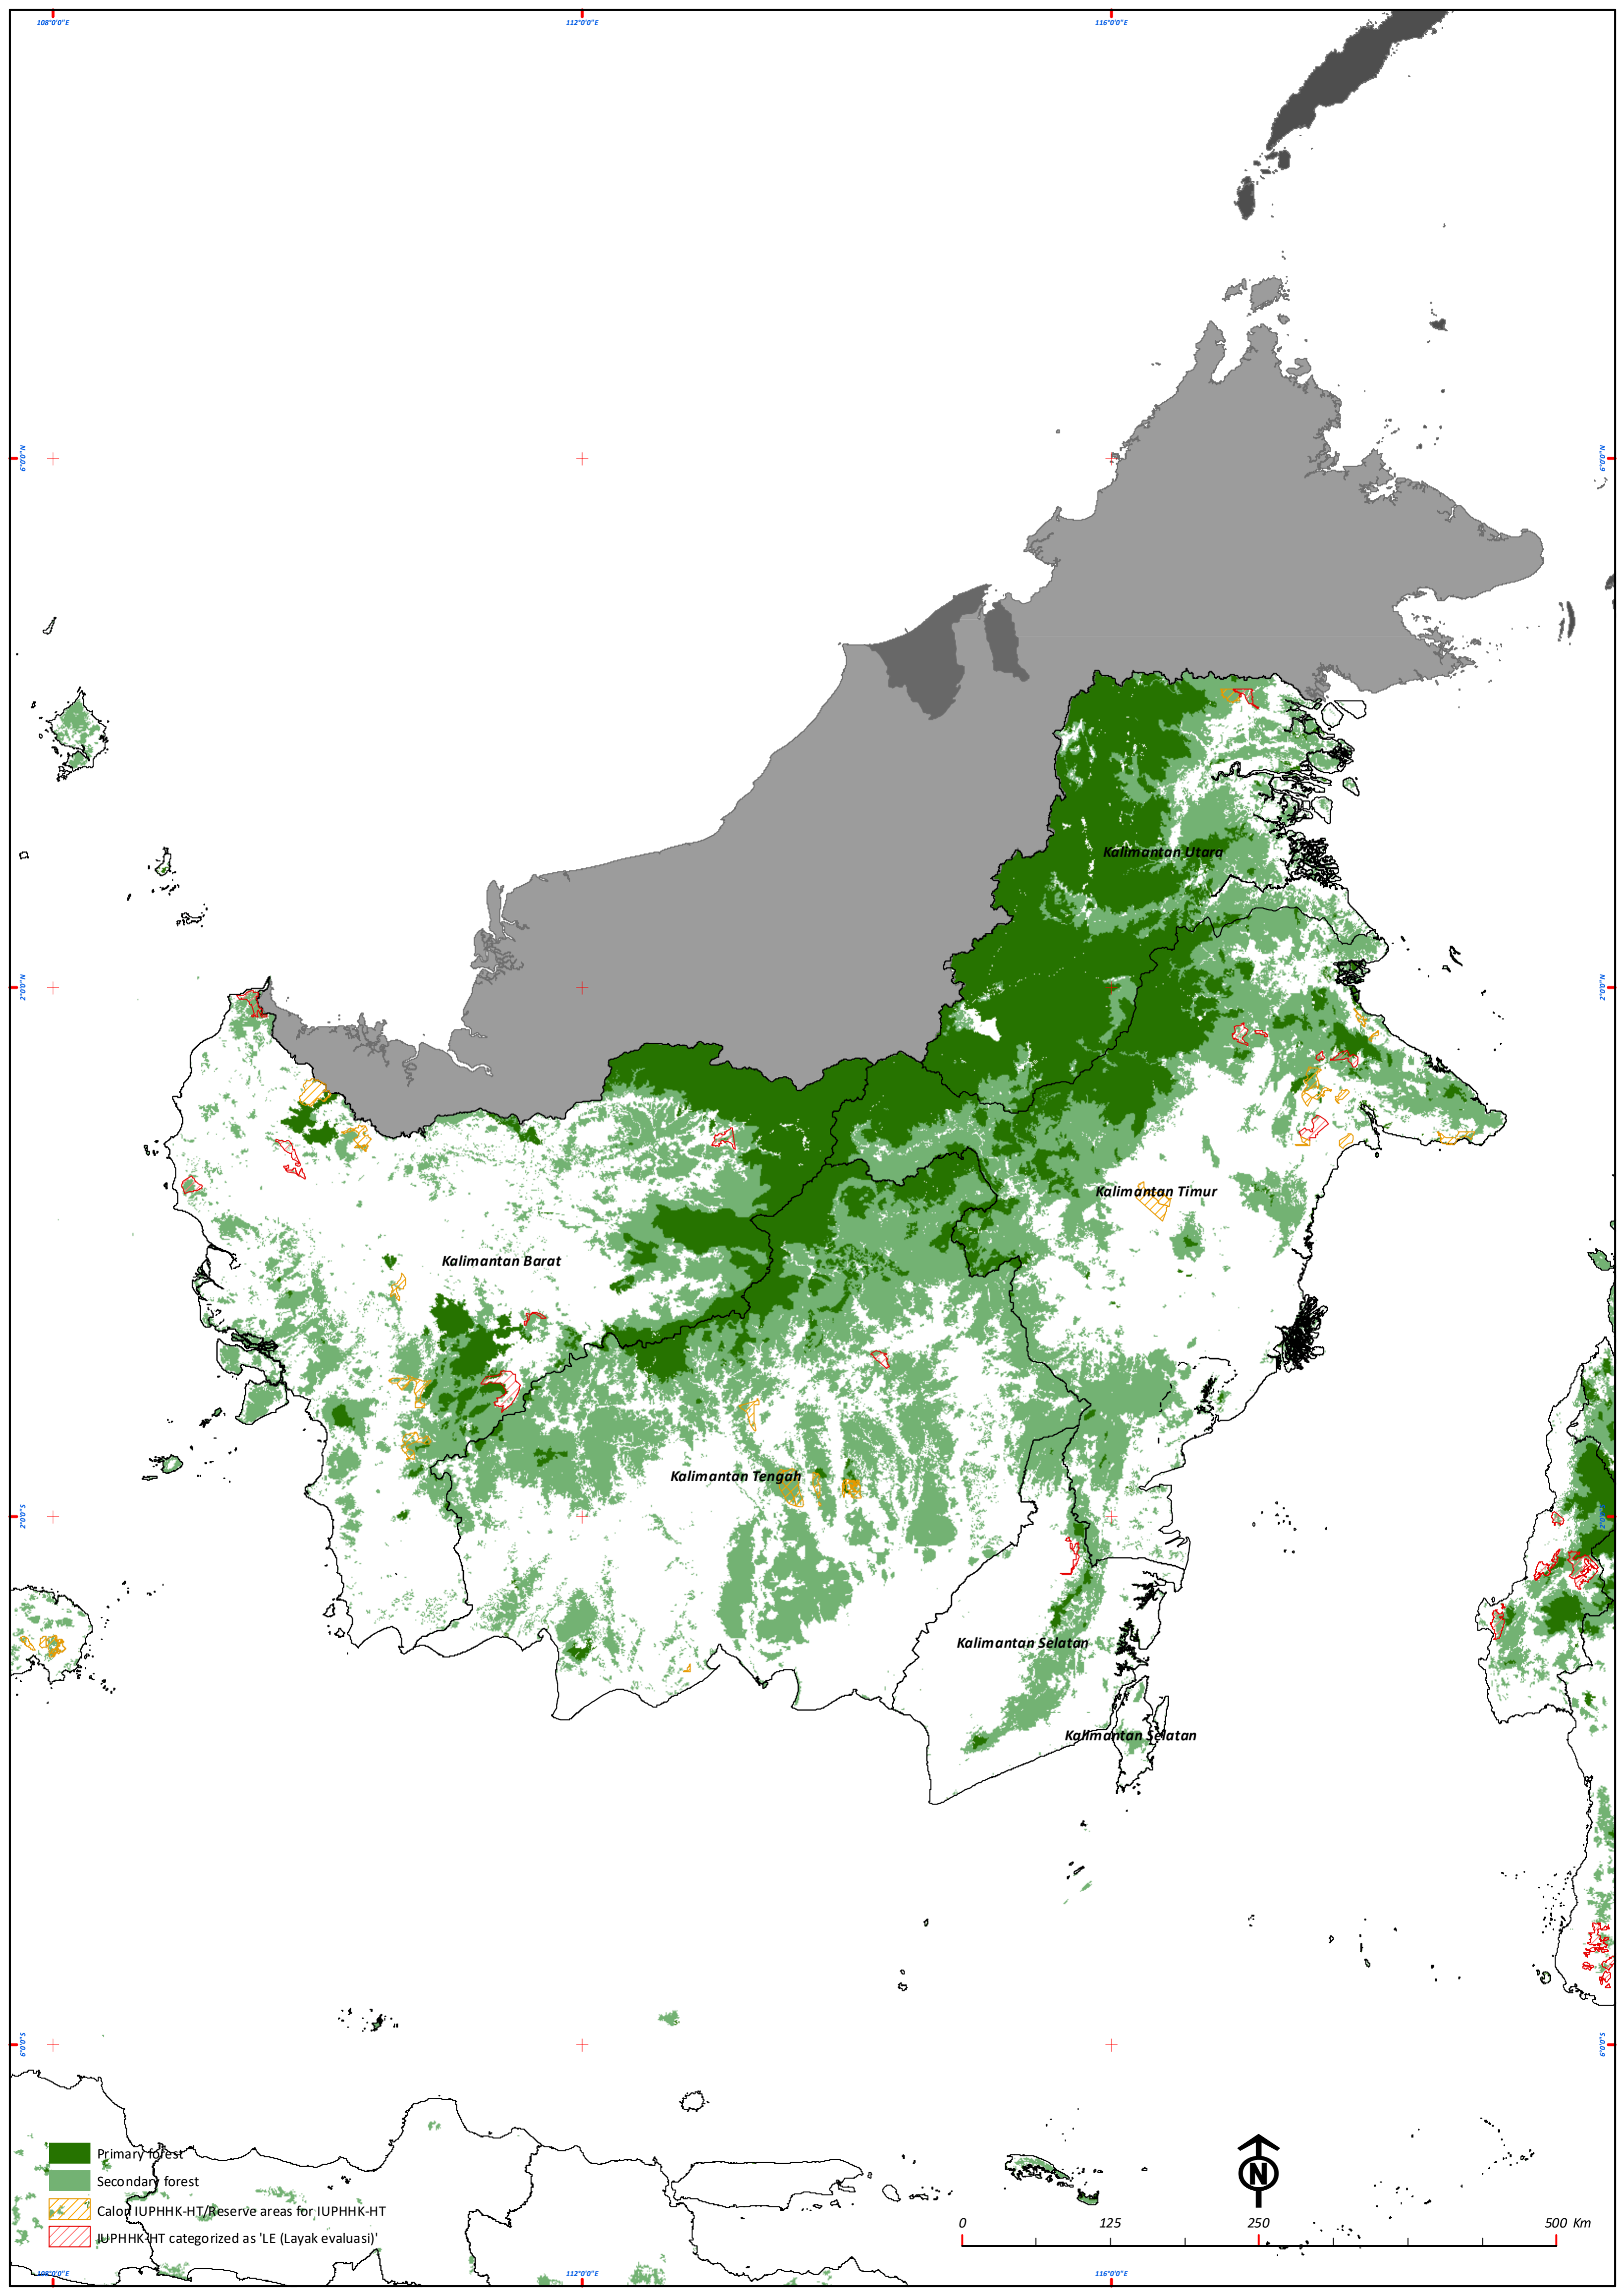 108°0'0"E 112°0'0"E 116°0'0"E
6°0'0"N 6°0'0"N
Kalimantan Utara
2°0'0"N 2°0'0"N
Kalimantan Timur
Kalimantan Barat
Kalimantan Tengah
2°0'0"S 2°0'0"S
Kalimantan Selatan
Kalimantan Selatan
6°0'0"S 6°0'0"S
Primary forest
Secondary forest
Calon IUPHHK-HT/Reserve areas for IUPHHK-HT
IUPHHK-HT categorized as 'LE (Layak evaluasi)'
N
0 125 250 500 Km
108°0'0"E 112°0'0"E 116°0'0"E